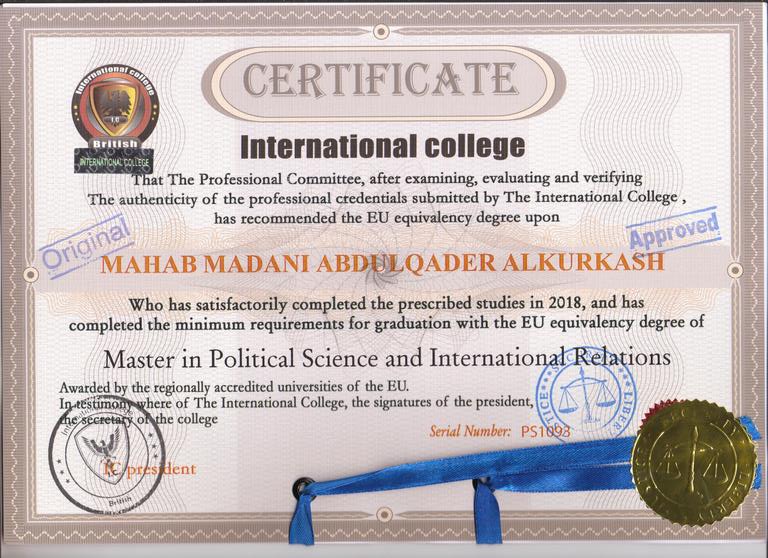 International college
I.C
British
INTERNATIONAL COLLEGE
CERTIFICATE
International college
That The Professional Committee, after examining, evaluating and verifying
The authenticity of the professional credentials submitted by The International College ,
has recommended the EU equivalency degree upon
Original
Approved
MAHAB MADANI ABDULQADER ALKURKASH
Who has satisfactorily completed the prescribed studies in 2018, and has
completed the minimum requirements for graduation with the EU equivalency degree of
Master in Political Science and International Relations
Awarded by the regionally accredited universities of the EU.
In testimony where of The International College, the signatures of the president,
the secretary of the college
Serial Number: PS1093
IC president
International College
British